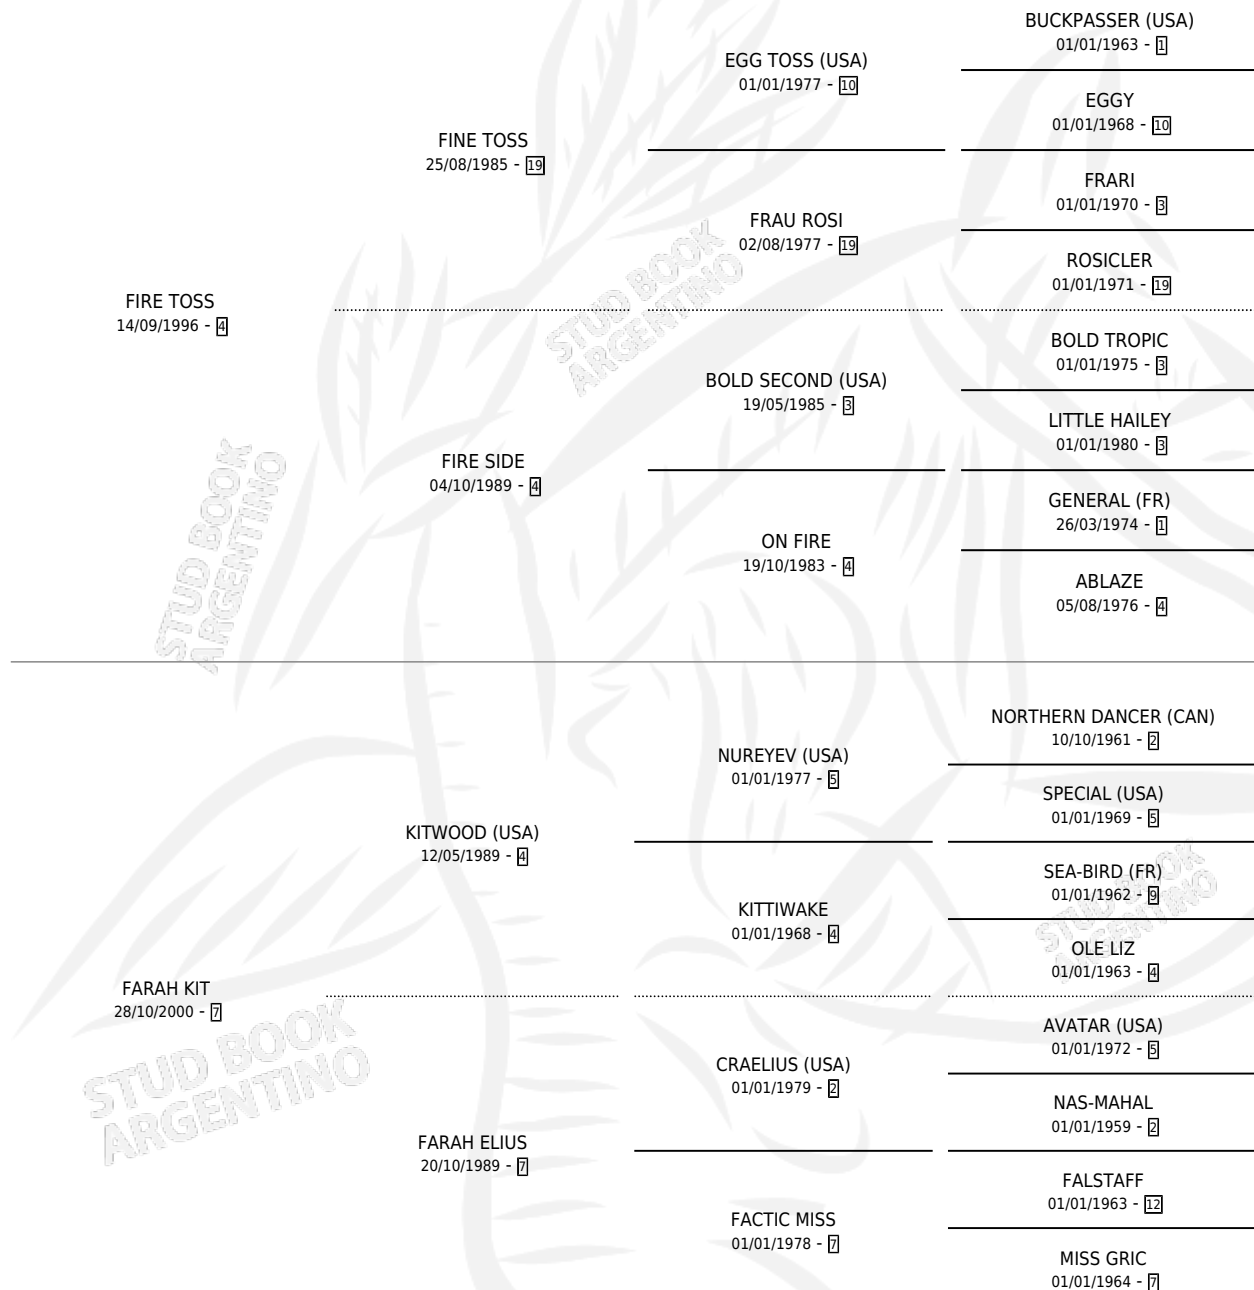 BUCKPASSER (USA)
01/01/1963 - 1
EGG TOSS (USA)
01/01/1977 - 10
EGGY
01/01/1968 - 10
FINE TOSS
25/08/1985 - 19
FRARI
01/01/1970 - 3
FRAU ROSI
02/08/1977 - 19
ROSICLER
01/01/1971 - 19
FIRE TOSS
14/09/1996 - 4
BOLD TROPIC
01/01/1975 - 3
BOLD SECOND (USA)
19/05/1985 - 3
LITTLE HAILEY
01/01/1980 - 3
FIRE SIDE
04/10/1989 - 4
GENERAL (FR)
26/03/1974 - 1
ON FIRE
19/10/1983 - 4
ABLAZE
05/08/1976 - 4
STUD BOOK
ARGENTINO
STUD BOOK
ARGENTINO
NORTHERN DANCER (CAN)
10/10/1961 - 2
NUREYEV (USA)
01/01/1977 - 5
SPECIAL (USA)
01/01/1969 - 5
KITWOOD (USA)
12/05/1989 - 4
SEA-BIRD (FR)
01/01/1962 - 9
KITTIWAKE
01/01/1968 - 4
OLE LIZ
01/01/1963 - 4
FARAH KIT
28/10/2000 - 7
AVATAR (USA)
01/01/1972 - 5
CRAELIUS (USA)
01/01/1979 - 2
NAS-MAHAL
01/01/1959 - 2
FARAH ELIUS
20/10/1989 - 7
FALSTAFF
01/01/1963 - 12
FACTIC MISS
01/01/1978 - 7
MISS GRIC
01/01/1964 - 7
STUD BOOK
ARGENTINO
STUD BOOK
ARGENTINO